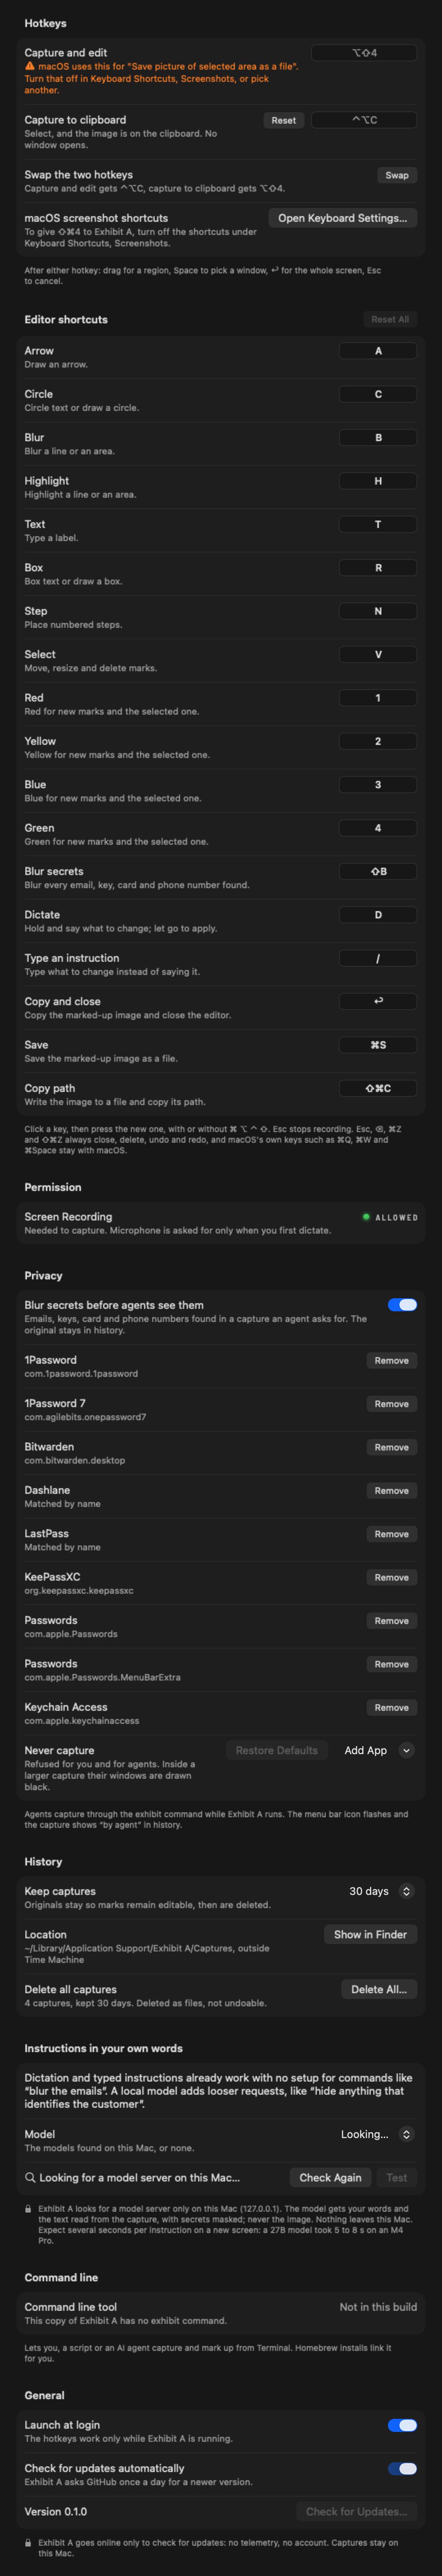 Hotkeys
Capture and edit
⌥⇧4
⚠ macOS uses this for "Save picture of selected area as a file".
Turn that off in Keyboard Shortcuts, Screenshots, or pick
another.
Capture to clipboard
Reset
⌃⌥C
Select, and the image is on the clipboard. No
window opens.
Swap the two hotkeys
Swap
Capture and edit gets ⌃⌥C, capture to clipboard gets ⌥⇧4.
macOS screenshot shortcuts
Open Keyboard Settings...
To give ⇧⌘4 to Exhibit A, turn off the shortcuts under
Keyboard Shortcuts, Screenshots.
After either hotkey: drag for a region, Space to pick a window, ↩ for the whole screen, Esc
to cancel.
Editor shortcuts
Reset All
Arrow
A
Draw an arrow.
Circle
C
Circle text or draw a circle.
Blur
B
Blur a line or an area.
Highlight
H
Highlight a line or an area.
Text
T
Type a label.
Box
R
Box text or draw a box.
Step
N
Place numbered steps.
Select
V
Move, resize and delete marks.
Red
1
Red for new marks and the selected one.
Yellow
2
Yellow for new marks and the selected one.
Blue
3
Blue for new marks and the selected one.
Green
4
Green for new marks and the selected one.
Blur secrets
⇧B
Blur every email, key, card and phone number found.
Dictate
D
Hold and say what to change; let go to apply.
Type an instruction
/
Type what to change instead of saying it.
Copy and close
↩
Copy the marked-up image and close the editor.
Save
⌘S
Save the marked-up image as a file.
Copy path
⇧⌘C
Write the image to a file and copy its path.
Click a key, then press the new one, with or without ⌘ ⌥ ⌃ ⇧. Esc stops recording. Esc, ⌫, ⌘Z
and ⇧⌘Z always close, delete, undo and redo, and macOS's own keys such as ⌘Q, ⌘W and
⌘Space stay with macOS.
Permission
Screen Recording
ALLOWED
Needed to capture. Microphone is asked for only when you first dictate.
Privacy
Blur secrets before agents see them
Emails, keys, card and phone numbers found in a capture an agent asks for. The
original stays in history.
1Password
Remove
com.1password.1password
1Password 7
Remove
com.agilebits.onepassword7
Bitwarden
Remove
com.bitwarden.desktop
Dashlane
Remove
Matched by name
LastPass
Remove
Matched by name
KeePassXC
Remove
org.keepassxc.keepassxc
Passwords
Remove
com.apple.Passwords
Passwords
Remove
com.apple.Passwords.MenuBarExtra
Keychain Access
Remove
com.apple.keychainaccess
Never capture
Restore Defaults
Add App
Refused for you and for agents. Inside a
larger capture their windows are drawn
black.
Agents capture through the exhibit command while Exhibit A runs. The menu bar icon flashes and
the capture shows “by agent” in history.
History
Keep captures
30 days
Originals stay so marks remain editable, then are deleted.
Location
Show in Finder
~/Library/Application Support/Exhibit A/Captures, outside
Time Machine
Delete all captures
Delete All...
4 captures, kept 30 days. Deleted as files, not undoable.
Instructions in your own words
Dictation and typed instructions already work with no setup for commands like
“blur the emails”. A local model adds looser requests, like “hide anything that
identifies the customer”.
Model
Looking...
The models found on this Mac, or none.
Looking for a model server on this Mac...
Check Again
Test
Exhibit A looks for a model server only on this Mac (127.0.0.1). The model gets your words and
the text read from the capture, with secrets masked; never the image. Nothing leaves this Mac.
Expect several seconds per instruction on a new screen: a 27B model took 5 to 8 s on an M4
Pro.
Command line
Command line tool
Not in this build
This copy of Exhibit A has no exhibit command.
Lets you, a script or an AI agent capture and mark up from Terminal. Homebrew installs link it
for you.
General
Launch at login
The hotkeys work only while Exhibit A is running.
Check for updates automatically
Exhibit A asks GitHub once a day for a newer version.
Version 0.1.0
Check for Updates...
Exhibit A goes online only to check for updates: no telemetry, no account. Captures stay on
this Mac.